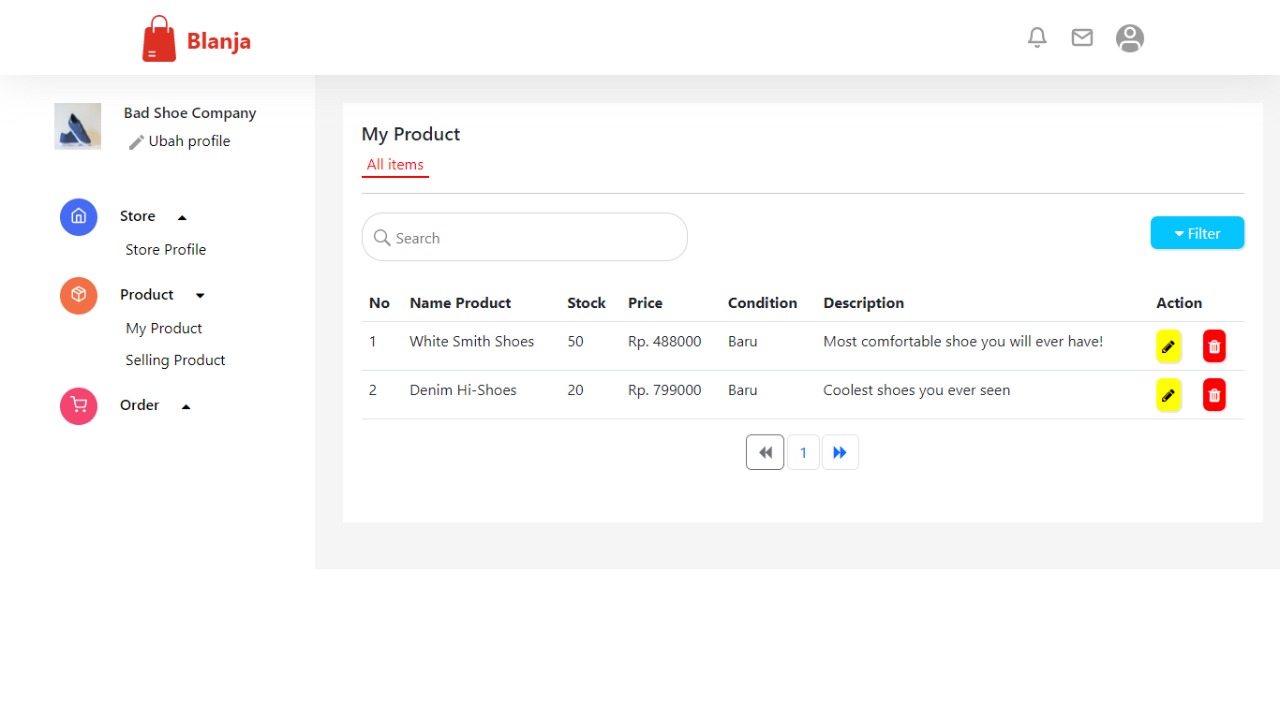 Blanja
Bad Shoe Company
Ubah profile
Store
Store Profile
Product
My Product
Selling Product
Order
My Product
All items
Search
Filter
No Name Product Stock Price Condition Description Action
1 White Smith Shoes 50 Rp. 488000 Baru Most comfortable shoe you will ever have!
2 Denim Hi-Shoes 20 Rp. 799000 Baru Coolest shoes you ever seen
1